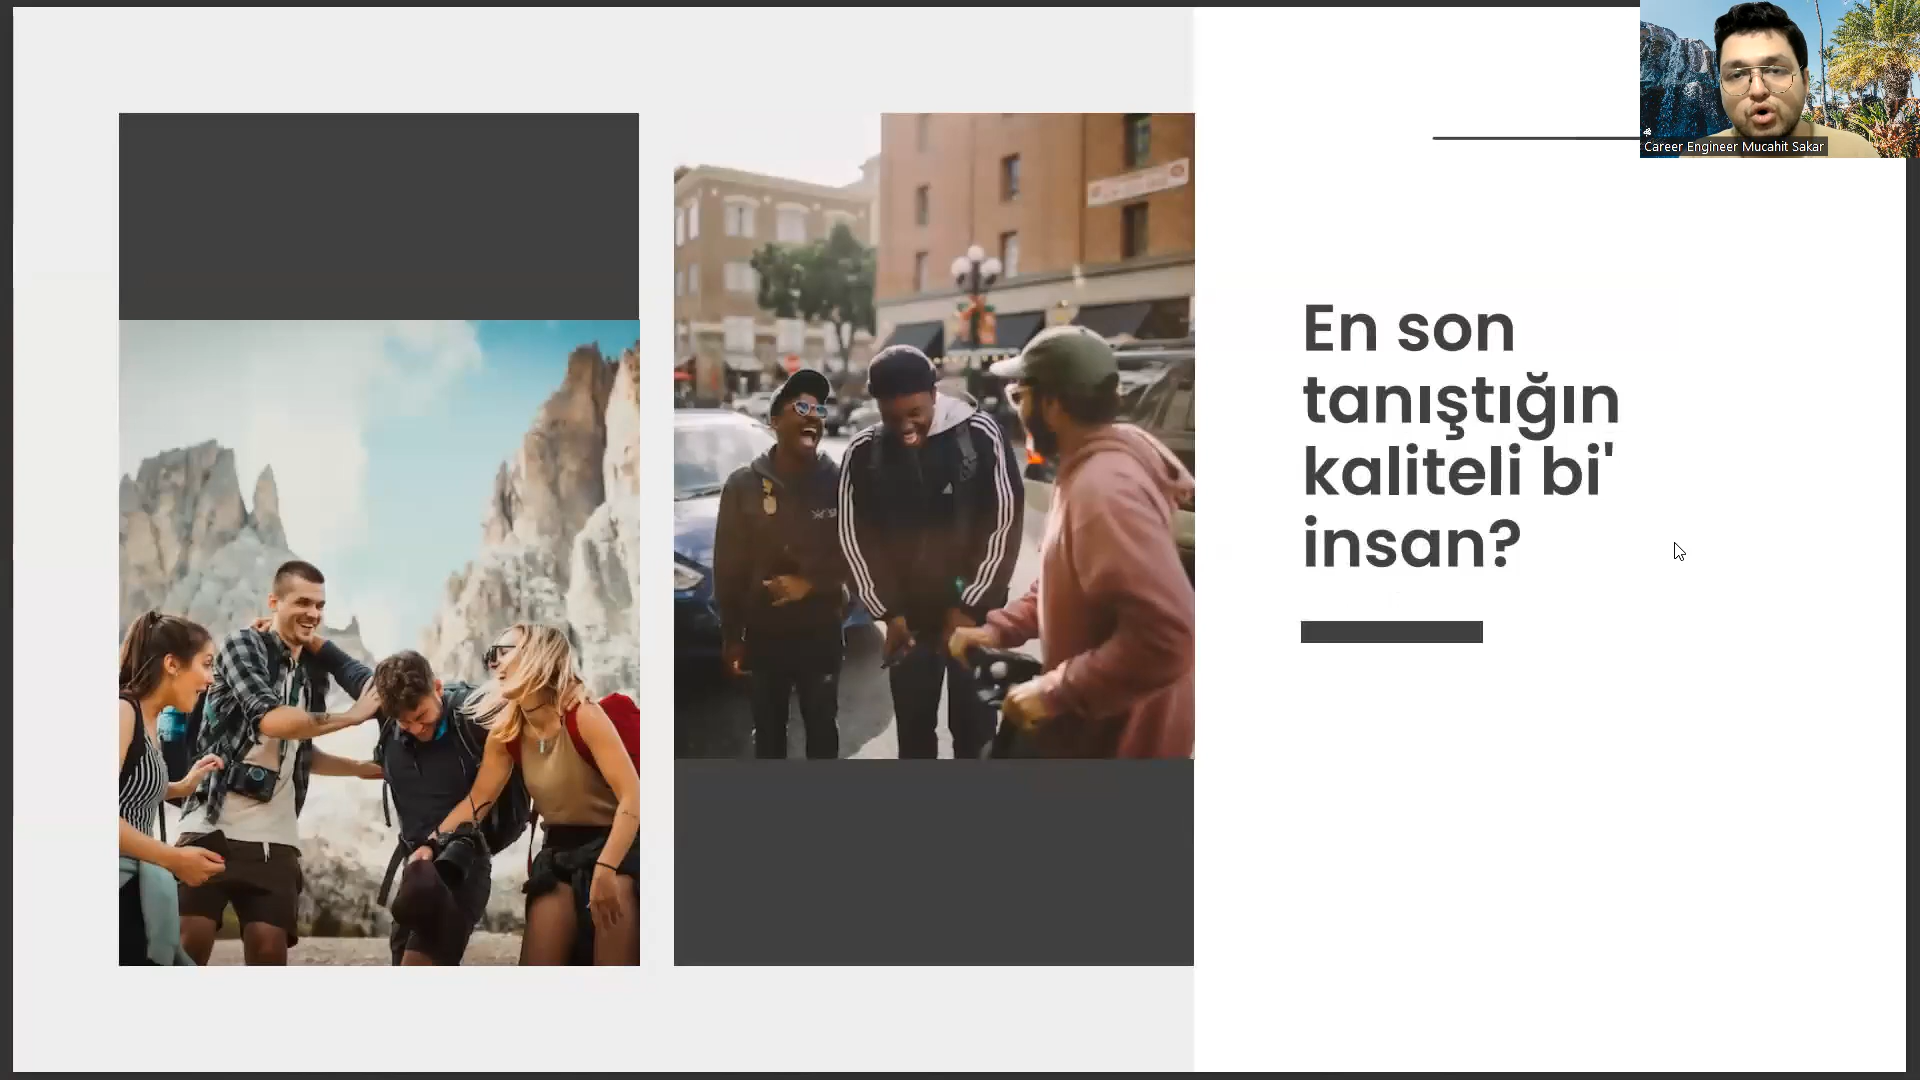 Career Engineer Mucahit Sakar
En son
tanıştığın
kaliteli bi'
insan?